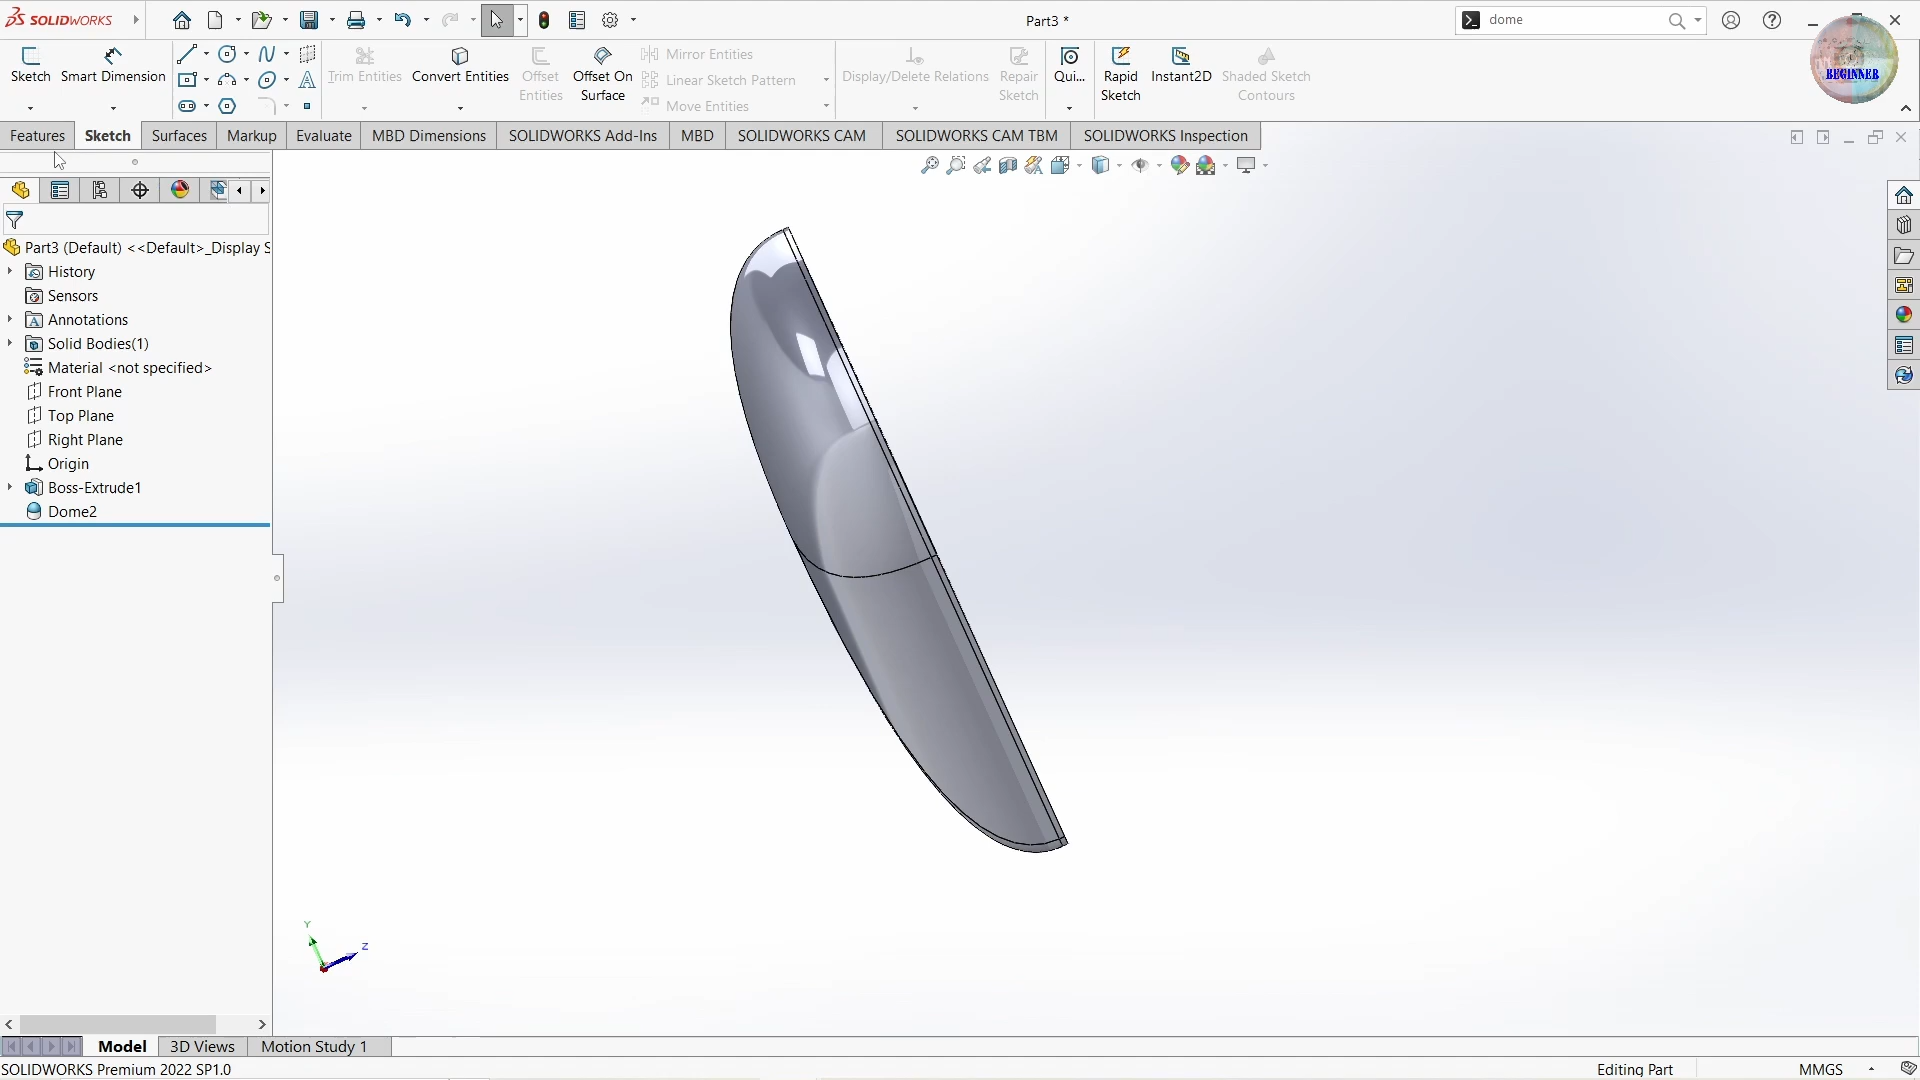 SOLIDWORKS
Part3 *
dome
Sketch
Smart Dimension
Trim Entities
Convert Entities
Offset
Entities
Offset On
Surface
Mirror Entities
Linear Sketch Pattern
Move Entities
Display/Delete Relations
Repair
Sketch
Qui...
Rapid
Sketch
Instant2D
Shaded Sketch
Contours
BEGINNER
Features
Sketch
Surfaces
Markup
Evaluate
MBD Dimensions
SOLIDWORKS Add-Ins
MBD
SOLIDWORKS CAM
SOLIDWORKS CAM TBM
SOLIDWORKS Inspection
Part3 (Default) <<Default>_Display S
History
Sensors
Annotations
Solid Bodies(1)
Material <not specified>
Front Plane
Top Plane
Right Plane
Origin
Boss-Extrude1
Dome2
Y
Z
Model
3D Views
Motion Study 1
SOLIDWORKS Premium 2022 SP1.0
Editing Part
MMGS